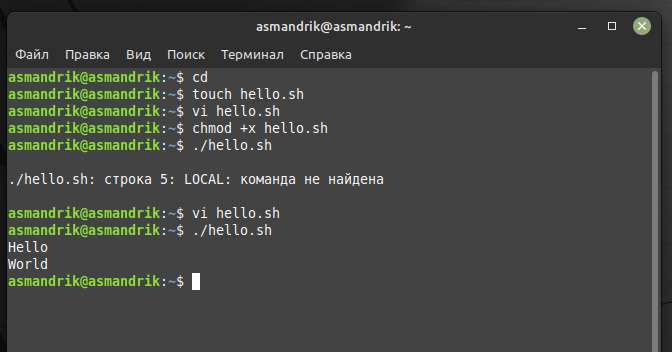 asmandrik@asmandrik: ~
Файл Правка Вид Поиск Терминал Справка
asmandrik@asmandrik:~$ cd
asmandrik@asmandrik:~$ touch hello.sh
asmandrik@asmandrik:~$ vi hello.sh
asmandrik@asmandrik:~$ chmod +x hello.sh
asmandrik@asmandrik:~$ ./hello.sh
./hello.sh: строка 5: LOCAL: команда не найдена
asmandrik@asmandrik:~$ vi hello.sh
asmandrik@asmandrik:~$ ./hello.sh
Hello
World
asmandrik@asmandrik:~$